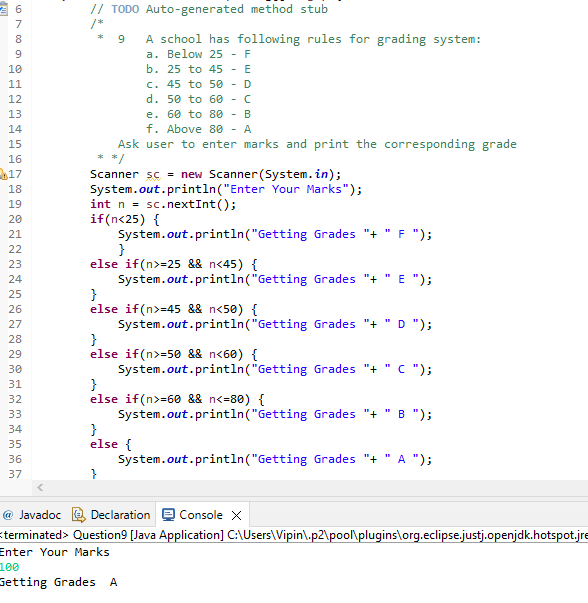 6 // TODO Auto-generated method stub
7 /*
8 * 9 A school has following rules for grading system:
9 a. Below 25 - F
10 b. 25 to 45 - E
11 c. 45 to 50 - D
12 d. 50 to 60 - C
13 e. 60 to 80 - B
14 f. Above 80 - A
15 Ask user to enter marks and print the corresponding grade
16 * */
17 Scanner sc = new Scanner(System.in);
18 System.out.println("Enter Your Marks");
19 int n = sc.nextInt();
20 if(n<25) {
21 System.out.println("Getting Grades "+ " F ");
22 }
23 else if(n>=25 && n<45) {
24 System.out.println("Getting Grades "+ " E ");
25 }
26 else if(n>=45 && n<50) {
27 System.out.println("Getting Grades "+ " D ");
28 }
29 else if(n>=50 && n<60) {
30 System.out.println("Getting Grades "+ " C ");
31 }
32 else if(n>=60 && n<=80) {
33 System.out.println("Getting Grades "+ " B ");
34 }
35 else {
36 System.out.println("Getting Grades "+ " A ");
37 }
@ Javadoc Declaration Console
<terminated> Question9 [Java Application] C:\Users\Vipin\.p2\pool\plugins\org.eclipse.justj.openjdk.hotspot.jre
Enter Your Marks
100
Getting Grades  A